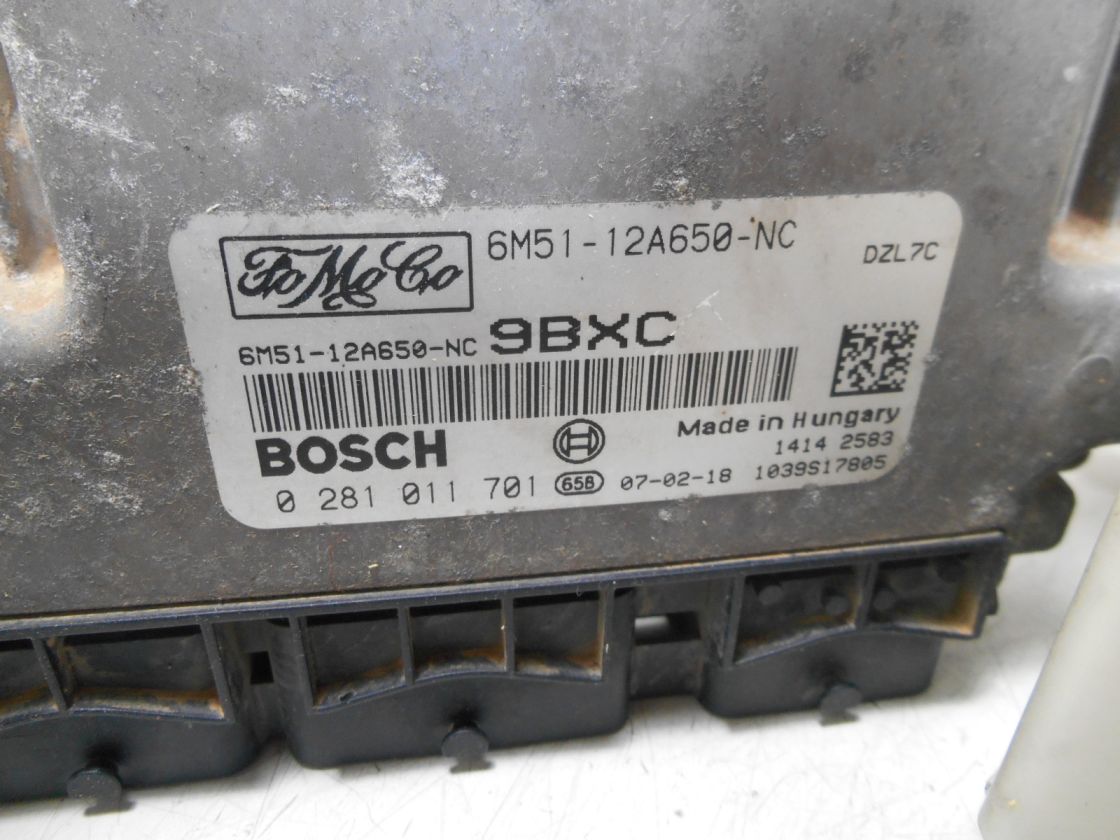 FoMoCo 6M51-12A650-NC DZL7C
6M51-12A650-NC 9BXC
BOSCH Made in Hungary
1414 2583
0 281 011 701 658 07-02-18 1039S17805